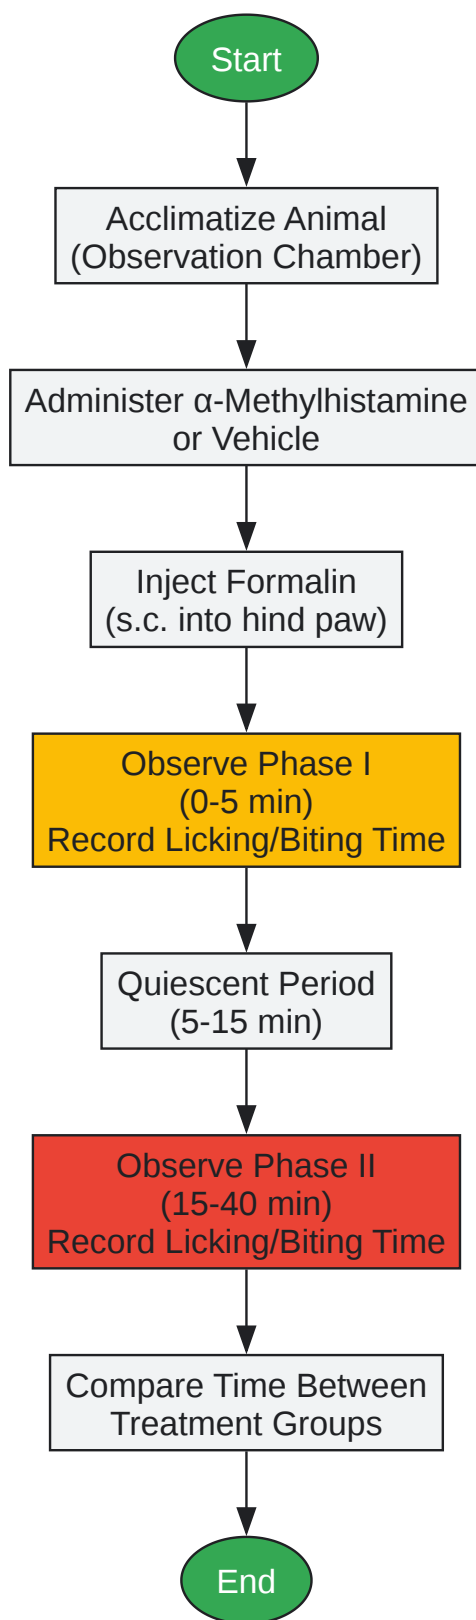 Start
Acclimatize Animal
(Observation Chamber)
Administer α-Methylhistamine
or Vehicle
Inject Formalin
(s.c. into hind paw)
Observe Phase I
(0-5 min)
Record Licking/Biting Time
Quiescent Period
(5-15 min)
Observe Phase II
(15-40 min)
Record Licking/Biting Time
Compare Time Between
Treatment Groups
End